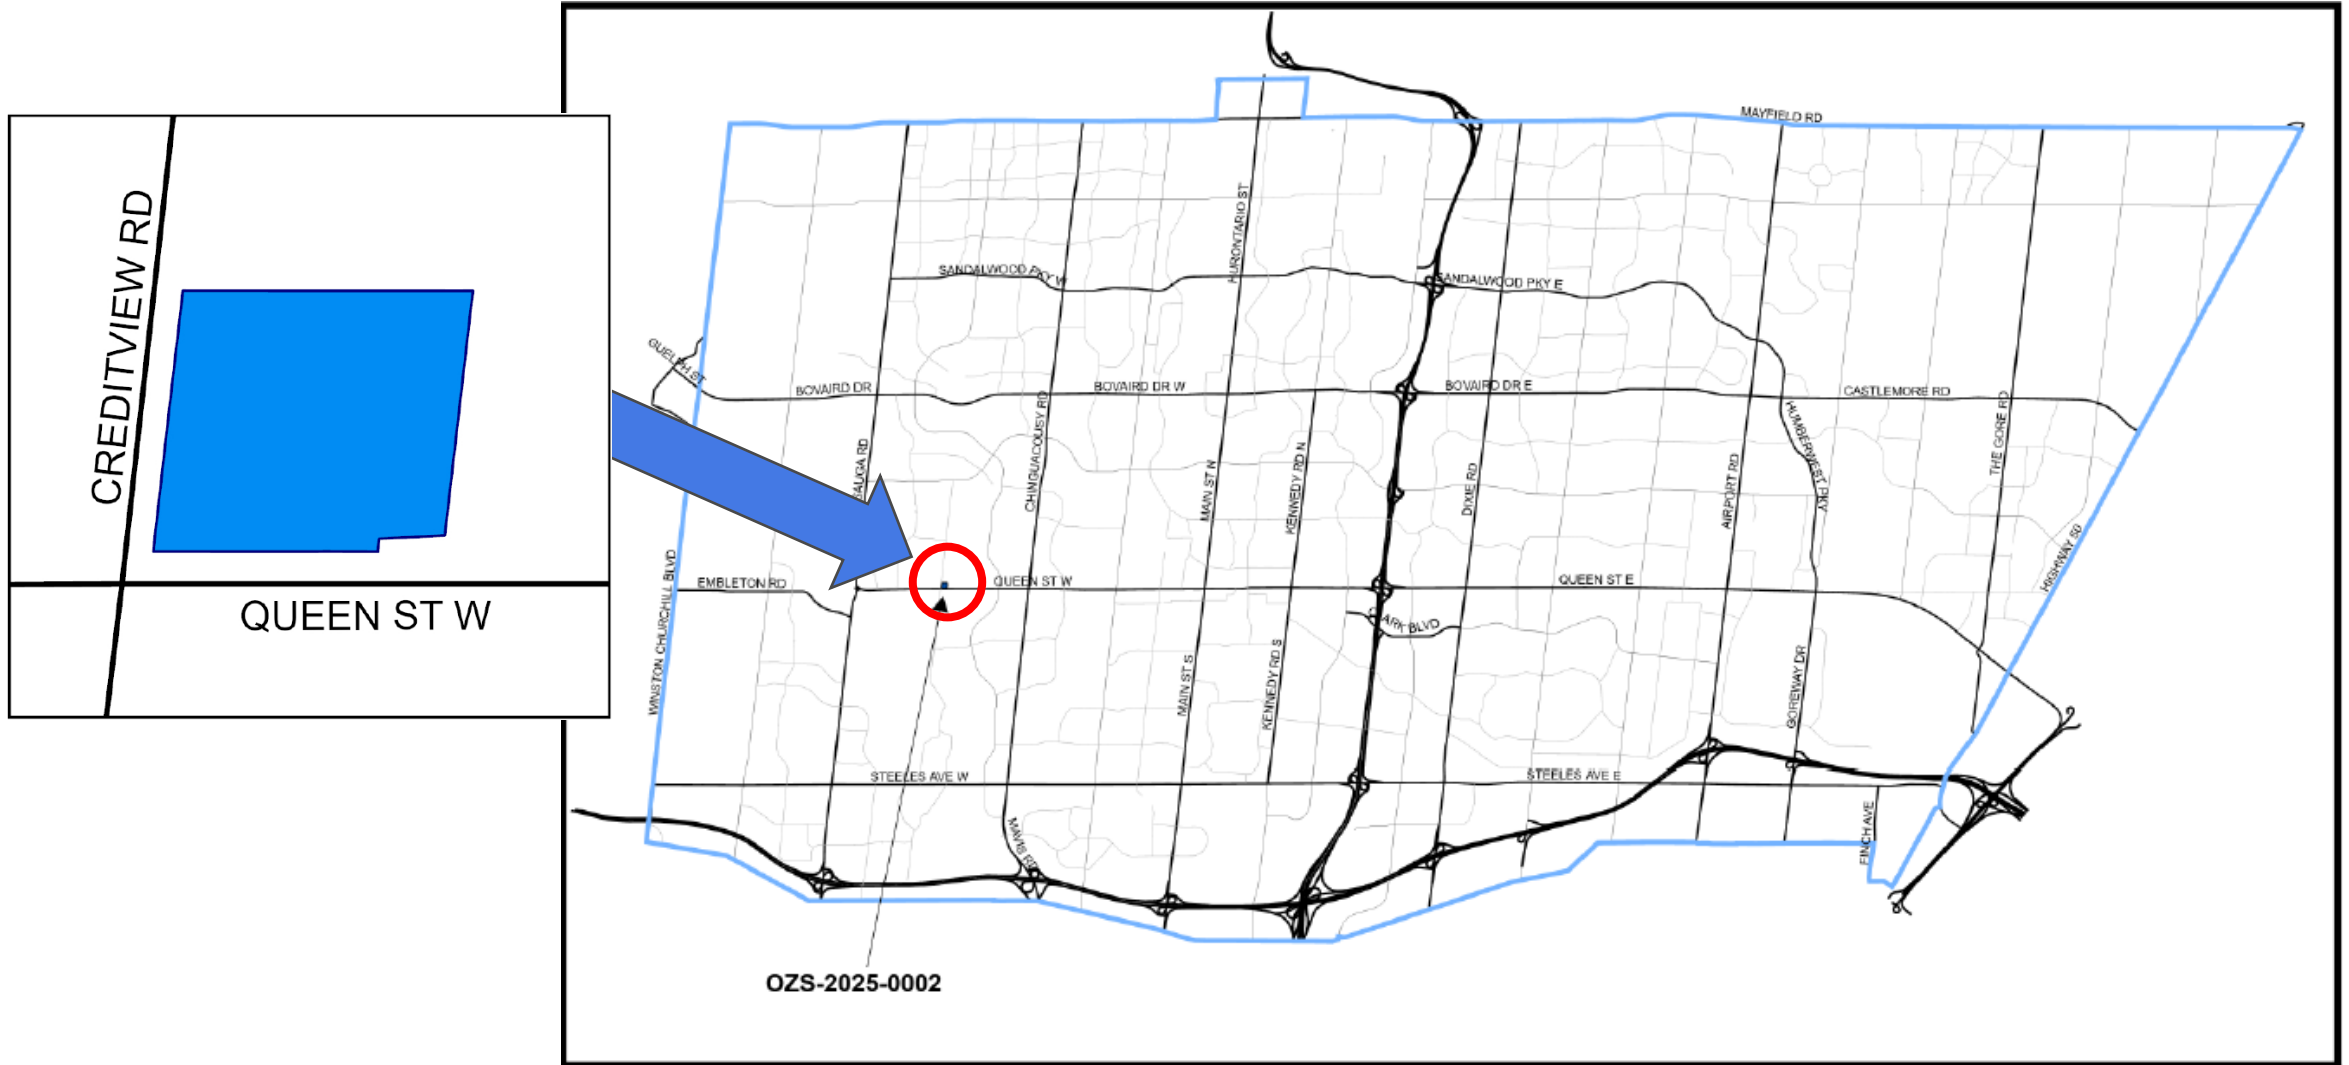 CREDITVIEW RD
QUEEN ST W
MAYFIELD RD
HURONTARIO ST
SANDALWOOD PKY W
SANDALWOOD PKY E
GUELPH ST
BOVAIRD DR
BOVAIRD DR W
BOVAIRD DR E
CASTLEMORE RD
CHINGUACOUSY RD
HUMBERWEST PKY
THE GORE RD
SAUGA RD
MAIN ST N
KENNEDY RD N
DIXIE RD
AIRPORT RD
HIGHWAY 50
WINSTON CHURCHILL BLVD
EMBLETON RD
QUEEN ST W
QUEEN ST E
ARK BLVD
MAIN ST S
KENNEDY RD S
GOREWAY DR
STEELES AVE W
STEELES AVE E
MAVIS RD
FINCH AVE
OZS-2025-0002